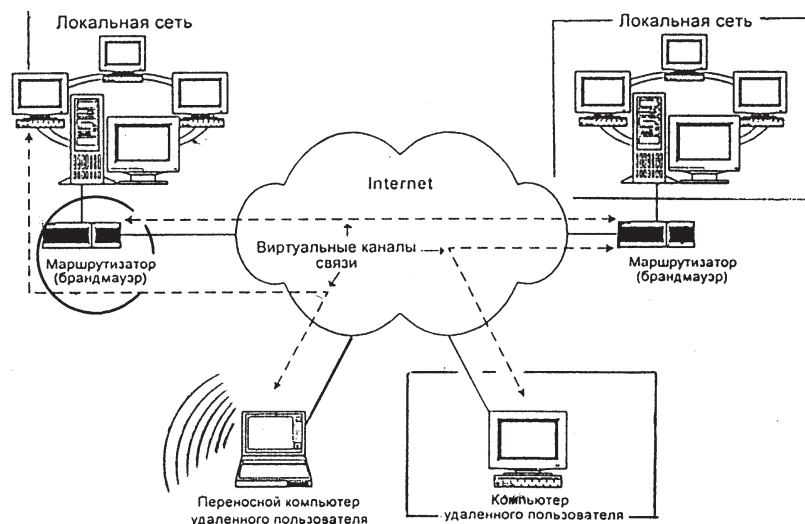 Локальная сеть
Локальная сеть
Internet
Виртуальные каналы
связи
Маршрутизатор
(брандмауэр)
Маршрутизатор
(брандмауэр)
Переносной компьютер
удаленного пользователя
Компьютер
удаленного пользователя